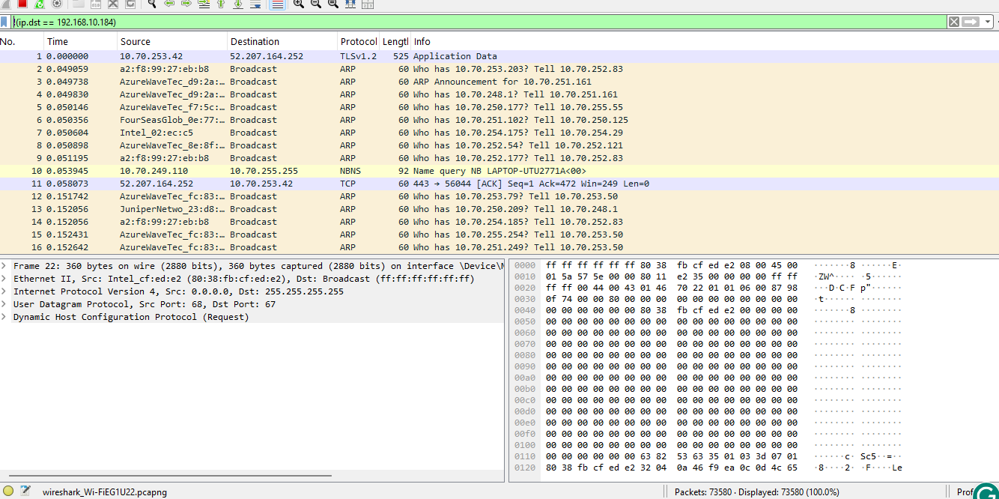 !(ip.dst == 192.168.10.184)
No. Time Source Destination Protocol Lengtl Info
1 0.000000 10.70.253.42 52.207.164.252 TLSv1.2 525 Application Data
2 0.049059 a2:f8:99:27:eb:b8 Broadcast ARP 60 Who has 10.70.253.203? Tell 10.70.252.83
3 0.049738 AzureWaveTec_d9:2a:… Broadcast ARP 60 ARP Announcement for 10.70.251.161
4 0.049830 AzureWaveTec_d9:2a:… Broadcast ARP 60 Who has 10.70.248.1? Tell 10.70.251.161
5 0.050146 AzureWaveTec_f7:5c:… Broadcast ARP 60 Who has 10.70.250.177? Tell 10.70.255.55
6 0.050356 FourSeasGlob_0e:77:… Broadcast ARP 60 Who has 10.70.251.102? Tell 10.70.250.125
7 0.050604 Intel_02:ec:c5 Broadcast ARP 60 Who has 10.70.254.175? Tell 10.70.254.29
8 0.050898 AzureWaveTec_8e:8f:… Broadcast ARP 60 Who has 10.70.252.54? Tell 10.70.252.121
9 0.051195 a2:f8:99:27:eb:b8 Broadcast ARP 60 Who has 10.70.252.177? Tell 10.70.252.83
10 0.053945 10.70.249.110 10.70.255.255 NBNS 92 Name query NB LAPTOP-UTU2771A<00>
11 0.058073 52.207.164.252 10.70.253.42 TCP 60 443 → 56044 [ACK] Seq=1 Ack=472 Win=249 Len=0
12 0.151742 AzureWaveTec_fc:83:… Broadcast ARP 60 Who has 10.70.253.79? Tell 10.70.253.50
13 0.152056 JuniperNetwo_23:d8:… Broadcast ARP 60 Who has 10.70.250.209? Tell 10.70.248.1
14 0.152056 a2:f8:99:27:eb:b8 Broadcast ARP 60 Who has 10.70.254.185? Tell 10.70.252.83
15 0.152431 AzureWaveTec_fc:83:… Broadcast ARP 60 Who has 10.70.255.254? Tell 10.70.253.50
16 0.152642 AzureWaveTec_fc:83:… Broadcast ARP 60 Who has 10.70.251.249? Tell 10.70.253.50
Frame 22: 360 bytes on wire (2880 bits), 360 bytes captured (2880 bits) on interface \Device\N
Ethernet II, Src: Intel_cf:ed:e2 (80:38:fb:cf:ed:e2), Dst: Broadcast (ff:ff:ff:ff:ff:ff)
Internet Protocol Version 4, Src: 0.0.0.0, Dst: 255.255.255.255
User Datagram Protocol, Src Port: 68, Dst Port: 67
Dynamic Host Configuration Protocol (Request)
0000 ff ff ff ff ff ff 80 38 fb cf ed e2 08 00 45 00 ·······8 ······E·
0010 01 5a 57 5e 00 00 80 11 e2 35 00 00 00 00 ff ff ·ZW^···· ·5······
0020 ff ff 00 44 00 43 01 46 70 22 01 01 06 00 87 98 ···D·C·F p"······
0030 0f 74 00 00 80 00 00 00 00 00 00 00 00 00 00 00 ·t······ ········
0040 00 00 00 00 00 00 80 38 fb cf ed e2 00 00 00 00 ·······8 ········
0050 00 00 00 00 00 00 00 00 00 00 00 00 00 00 00 00 ········ ········
0060 00 00 00 00 00 00 00 00 00 00 00 00 00 00 00 00 ········ ········
0070 00 00 00 00 00 00 00 00 00 00 00 00 00 00 00 00 ········ ········
0080 00 00 00 00 00 00 00 00 00 00 00 00 00 00 00 00 ········ ········
0090 00 00 00 00 00 00 00 00 00 00 00 00 00 00 00 00 ········ ········
00a0 00 00 00 00 00 00 00 00 00 00 00 00 00 00 00 00 ········ ········
00b0 00 00 00 00 00 00 00 00 00 00 00 00 00 00 00 00 ········ ········
00c0 00 00 00 00 00 00 00 00 00 00 00 00 00 00 00 00 ········ ········
00d0 00 00 00 00 00 00 00 00 00 00 00 00 00 00 00 00 ········ ········
00e0 00 00 00 00 00 00 00 00 00 00 00 00 00 00 00 00 ········ ········
00f0 00 00 00 00 00 00 00 00 00 00 00 00 00 00 00 00 ········ ········
0100 00 00 00 00 00 00 00 00 00 00 00 00 00 00 00 00 ········ ········
0110 00 00 00 00 00 00 63 82 53 63 35 01 03 3d 07 01 ······c· Sc5··=··
0120 80 38 fb cf ed e2 32 04 0a 46 f9 ea 0c 0d 4c 65 ·8····2· ·F····Le
wireshark_Wi-FiEG1U22.pcapng Packets: 73580 · Displayed: 73580 (100.0%) Prof